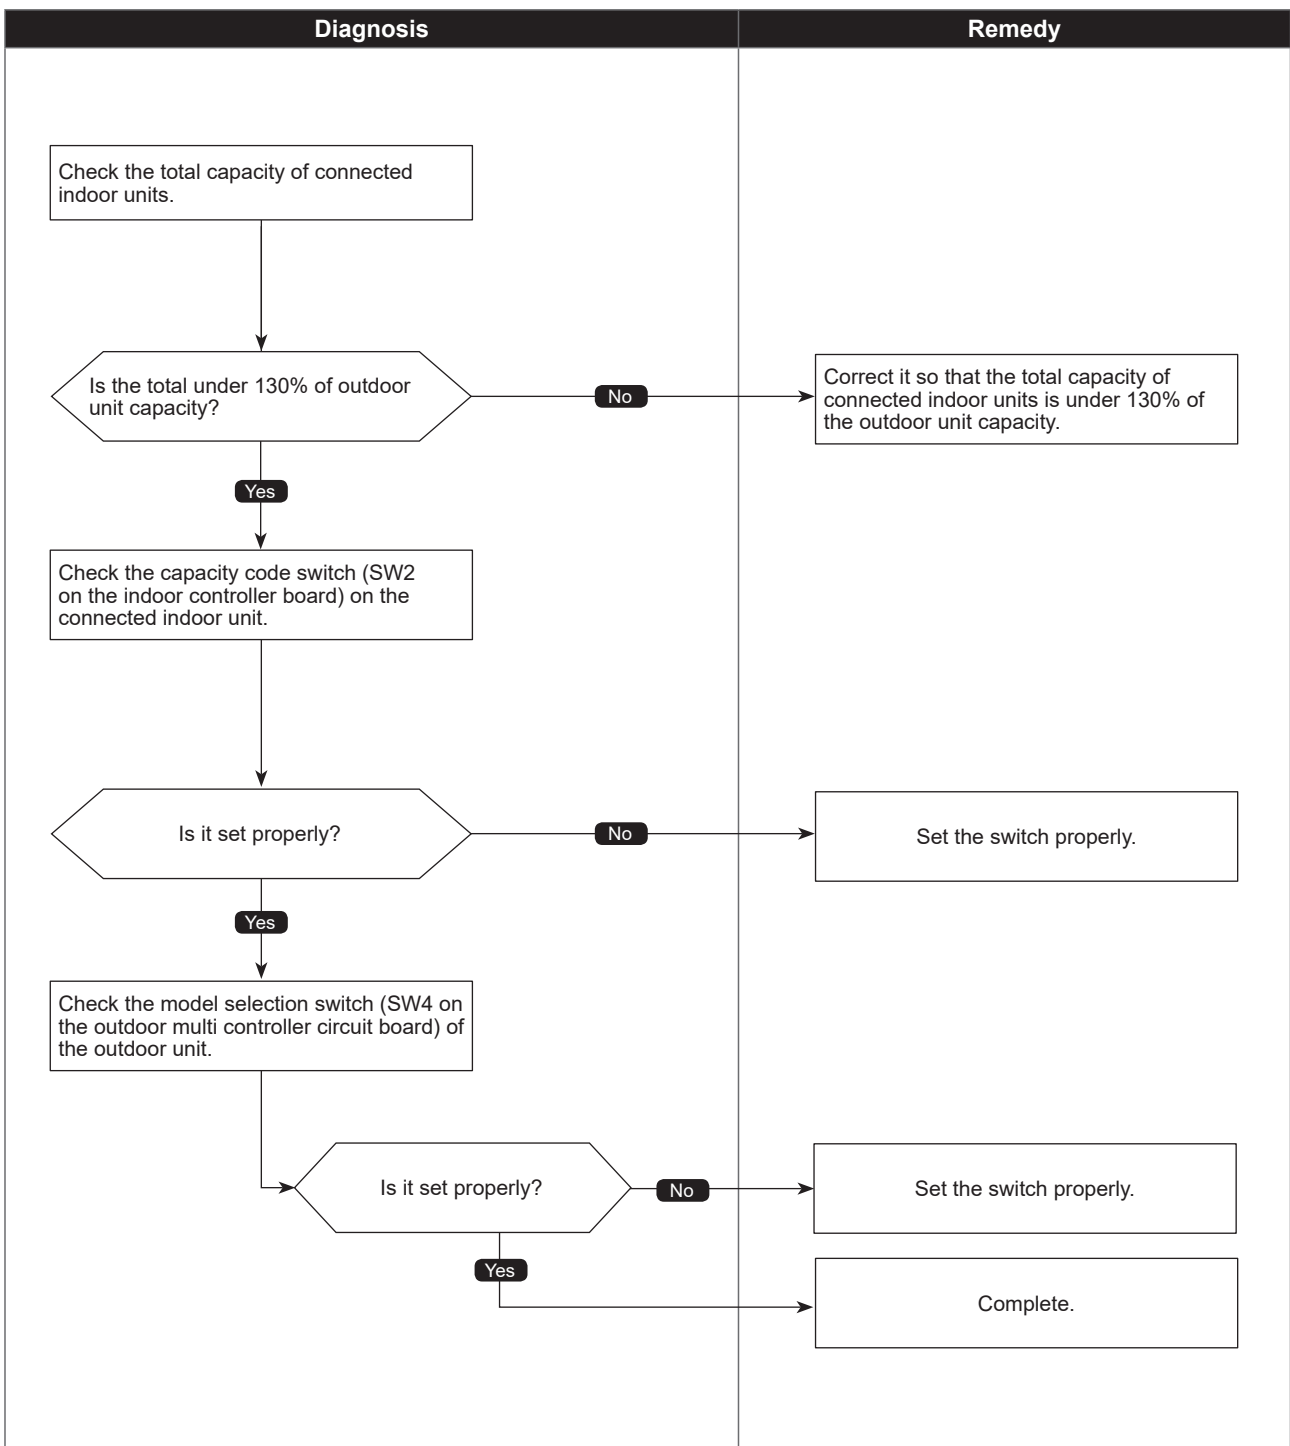 Diagnosis
Remedy
Check the total capacity of connected
indoor units.
Is the total under 130% of outdoor
unit capacity?
No
Correct it so that the total capacity of
connected indoor units is under 130% of
the outdoor unit capacity.
Yes
Check the capacity code switch (SW2
on the indoor controller board) on the
connected indoor unit.
Is it set properly?
No
Set the switch properly.
Yes
Check the model selection switch (SW4 on
the outdoor multi controller circuit board) of
the outdoor unit.
Is it set properly?
No
Set the switch properly.
Yes
Complete.